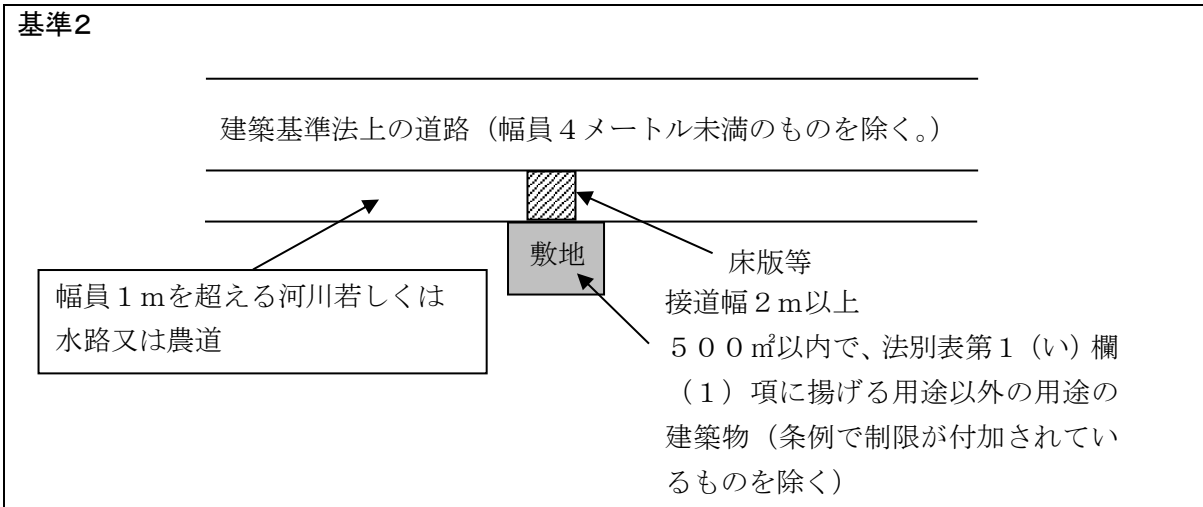 基準2
建築基準法上の道路（幅員４メートル未満のものを除く。）
敷地
床版等
接道幅２ｍ以上
幅員１ｍを超える河川若しくは
水路又は農道
５００㎡以内で、法別表第１（い）欄
（１）項に揚げる用途以外の用途の
建築物（条例で制限が付加されてい
るものを除く）